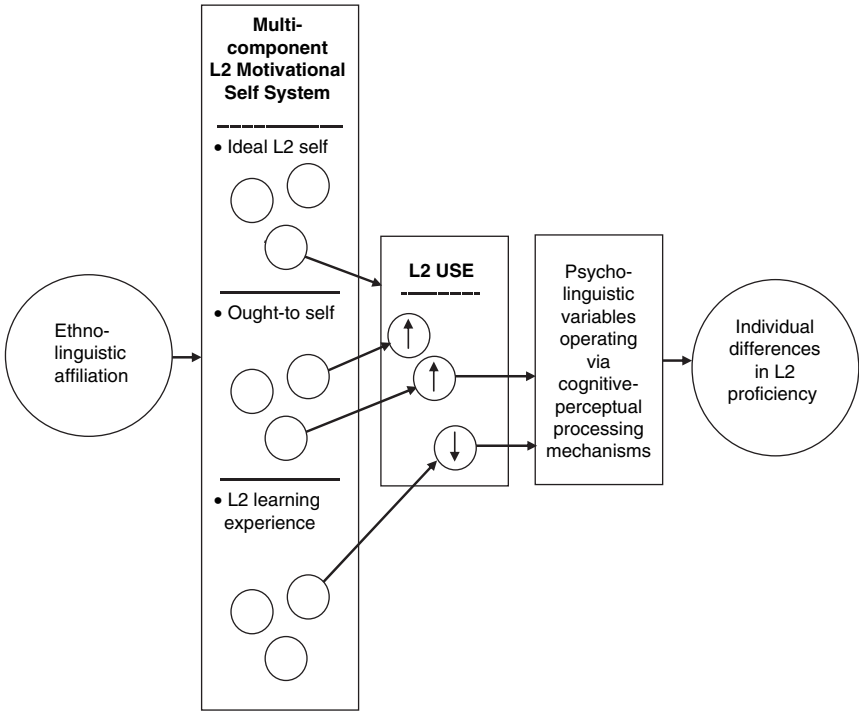 Multi-
component
L2 Motivational
Self System
• Ideal L2 self
• Ought-to self
• L2 learning
experience
Ethno-
linguistic
affiliation
L2 USE
Psycho-
linguistic
variables
operating
via
cognitive-
perceptual
processing
mechanisms
Individual
differences
in L2
proficiency